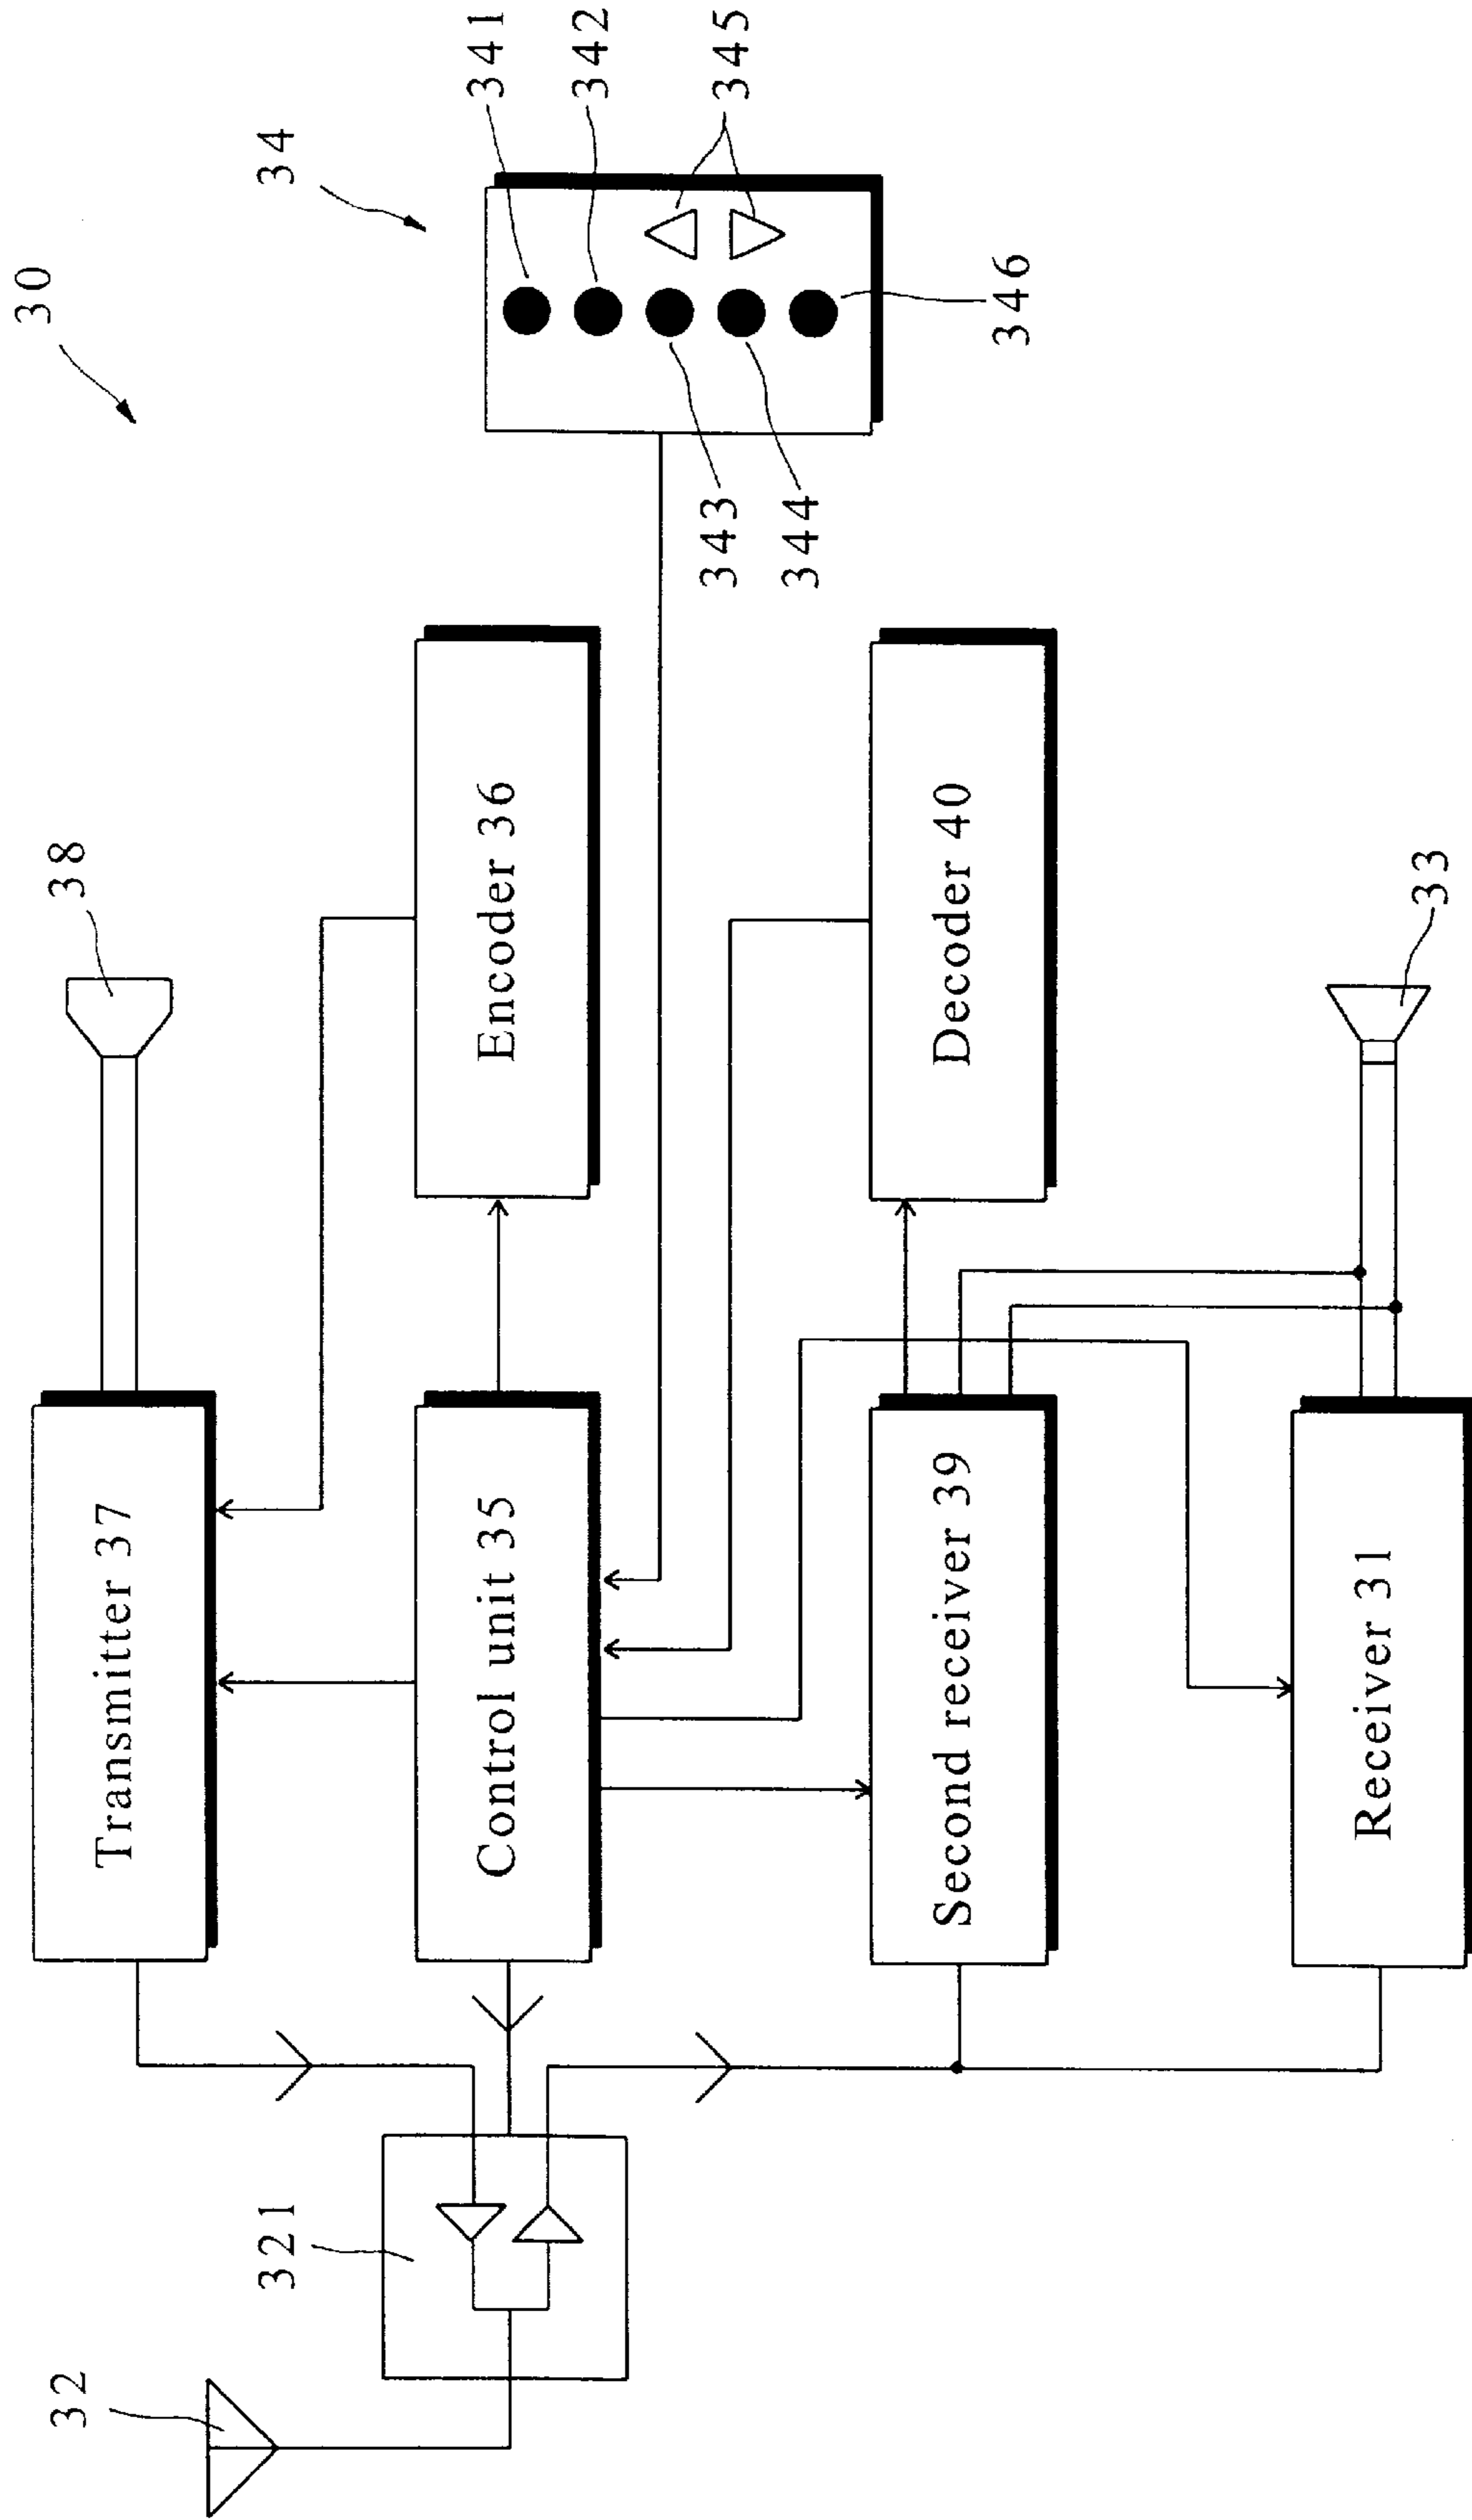 30
34
341
342
345
343
344
346
38
Encoder 36
Decoder 40
33
Transmitter 37
Control unit 35
Second receiver 39
Receiver 31
321
32